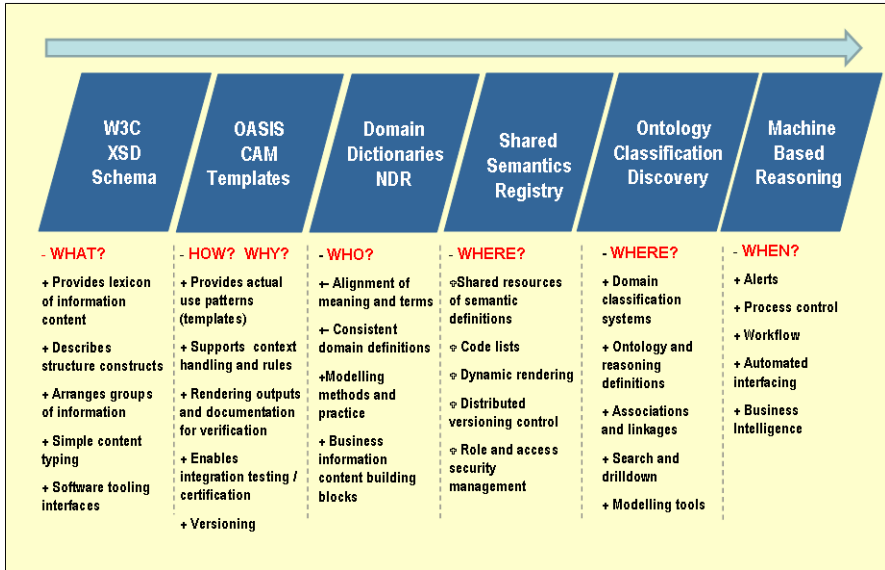 W3C
XSD
Schema
OASIS
CAM
Templates
Domain
Dictionaries
NDR
Shared
Semantics
Registry
Ontology
Classification
Discovery
Machine
Based
Reasoning
- WHAT?
+ Provides lexicon
of information
content
+ Describes
structure constructs
+ Arranges groups
of information
+ Simple content
typing
+ Software tooling
interfaces
- HOW? WHY?
+ Provides actual
use patterns
(templates)
+ Supports context
handling and rules
+ Rendering outputs
and documentation
for verification
+ Enables
integration testing /
certification
+ Versioning
- WHO?
+ Alignment of
meaning and terms
+ Consistent
domain definitions
+Modelling
methods and
practice
+ Business
information
content building
blocks
- WHERE?
+Shared resources
of semantic
definitions
+ Code lists
+ Dynamic rendering
+ Distributed
versioning control
+ Role and access
security
management
- WHERE?
+ Domain
classification
systems
+ Ontology and
reasoning
definitions
+ Associations
and linkages
+ Search and
drilldown
+ Modelling tools
- WHEN?
+ Alerts
+ Process control
+ Workflow
+ Automated
interfacing
+ Business
Intelligence